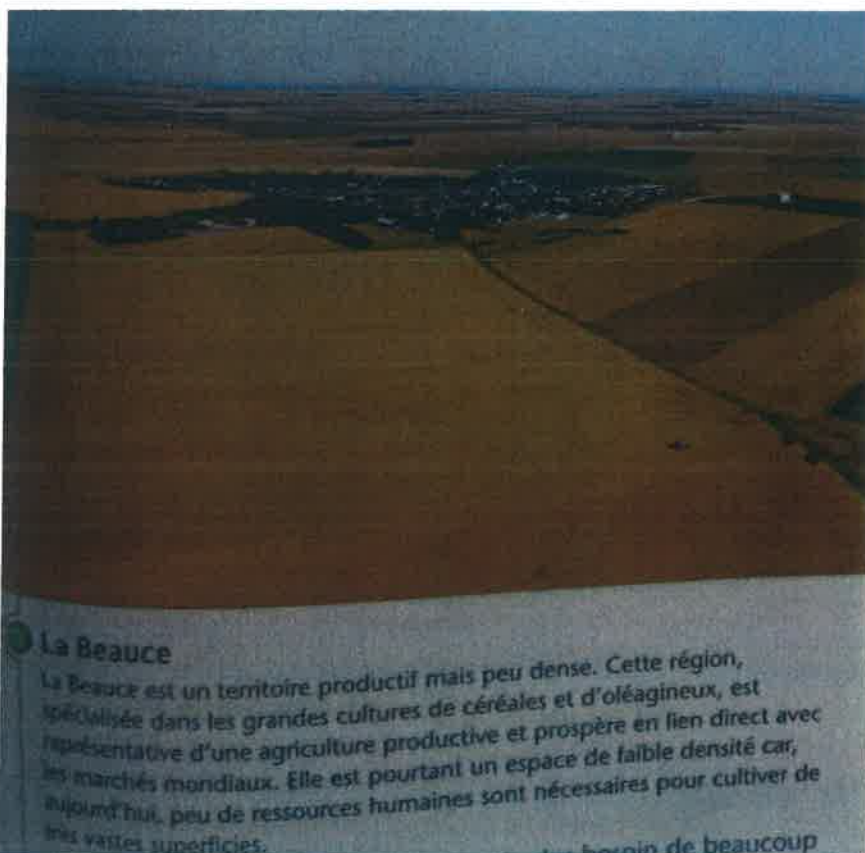 La Beauce
La Beauce est un territoire productif mais peu dense. Cette région,
spécialisée dans les grandes cultures de céréales et d'oléagineux, est
représentative d'une agriculture productive et prospère en lien direct avec
les marchés mondiaux. Elle est pourtant un espace de faible densité car,
aujourd'hui, peu de ressources humaines sont nécessaires pour cultiver de
très vastes superficies.
besoin de beaucoup